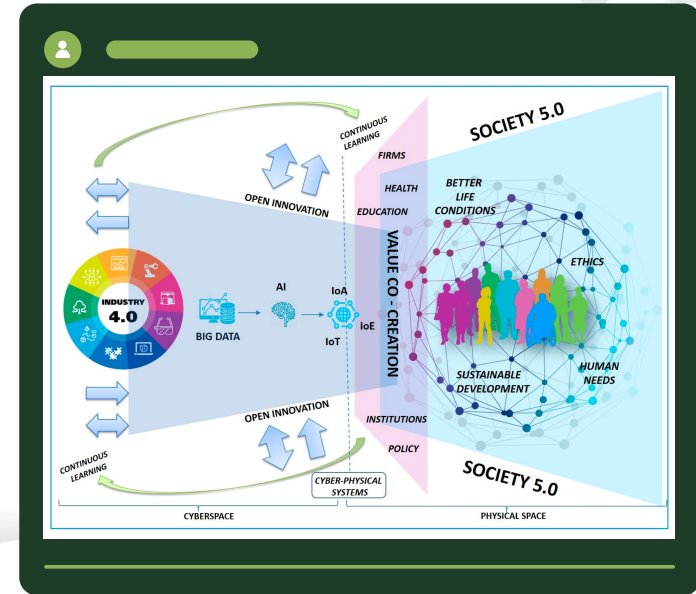 SOCIETY 5.0
CONTINUOUS
LEARNING
FIRMS
HEALTH
EDUCATION
BETTER
LIFE
CONDITIONS
OPEN INNOVATION
VALUE CO - CREATION
ETHICS
INDUSTRY
4.0
BIG DATA
AI
IoA
IoT
IoE
SUSTAINABLE
DEVELOPMENT
HUMAN
NEEDS
OPEN INNOVATION
INSTITUTIONS
POLICY
CONTINUOUS
LEARNING
CYBER-PHYSICAL
SYSTEMS
SOCIETY 5.0
CYBERSPACE
PHYSICAL SPACE